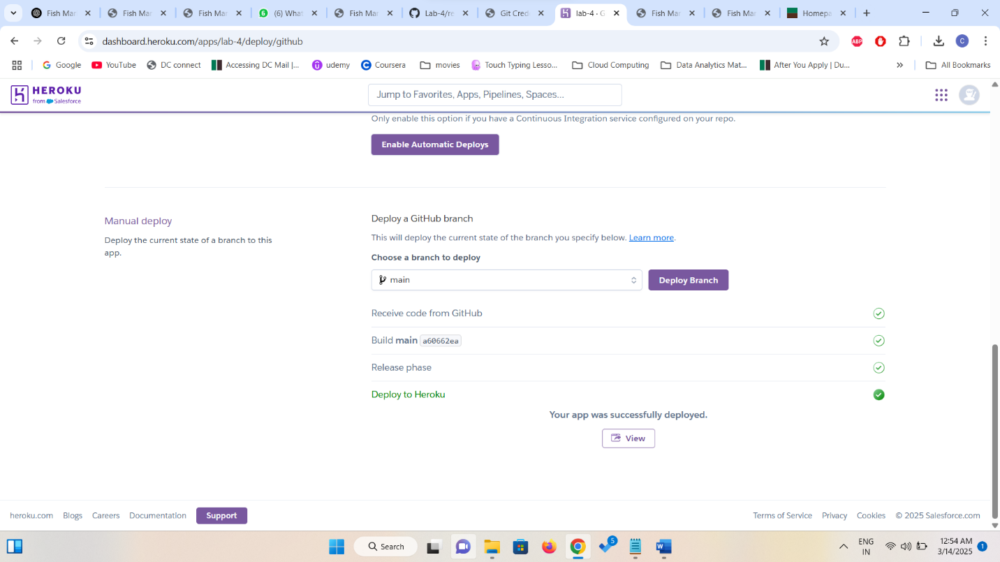 Fish Mar
Fish Mar
Fish Mar
6 (6) What
Fish Mar
Lab-4/re
Git Cred
lab-4 · G
Fish Mar
Fish Mar
Homepa
dashboard.heroku.com/apps/lab-4/deploy/github
ABP
C
Google
YouTube
DC connect
Accessing DC Mail |...
udemy
Coursera
movies
Touch Typing Lesso...
Cloud Computing
Data Analytics Mat...
After You Apply | Du...
All Bookmarks
HEROKU
from Salesforce
Jump to Favorites, Apps, Pipelines, Spaces...
Only enable this option if you have a Continuous Integration service configured on your repo.
Enable Automatic Deploys
Manual deploy
Deploy the current state of a branch to this
app.
Deploy a GitHub branch
This will deploy the current state of the branch you specify below. Learn more.
Choose a branch to deploy
main
Deploy Branch
Receive code from GitHub
Build main a60662ea
Release phase
Deploy to Heroku
Your app was successfully deployed.
View
heroku.com
Blogs
Careers
Documentation
Support
Terms of Service
Privacy
Cookies
© 2025 Salesforce.com
Search
5
ENG
IN
12:54 AM
3/14/2025
1